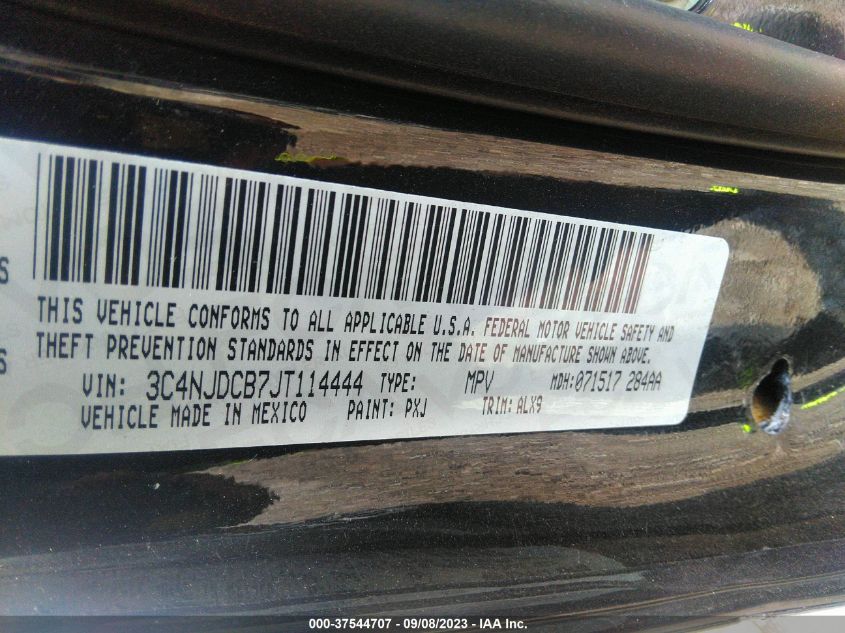 THIS VEHICLE CONFORMS TO ALL APPLICABLE U.S.A. FEDERAL MOTOR VEHICLE SAFETY AND
THEFT PREVENTION STANDARDS IN EFFECT ON THE DATE OF MANUFACTURE SHOWN ABOVE.
VIN: 3C4NJDCB7JT114444 TYPE: MPV MDH:071517 284AA
VEHICLE MADE IN MEXICO PAINT: PXJ TRIM: ALX9
000-37544707 - 09/08/2023 - IAA Inc.